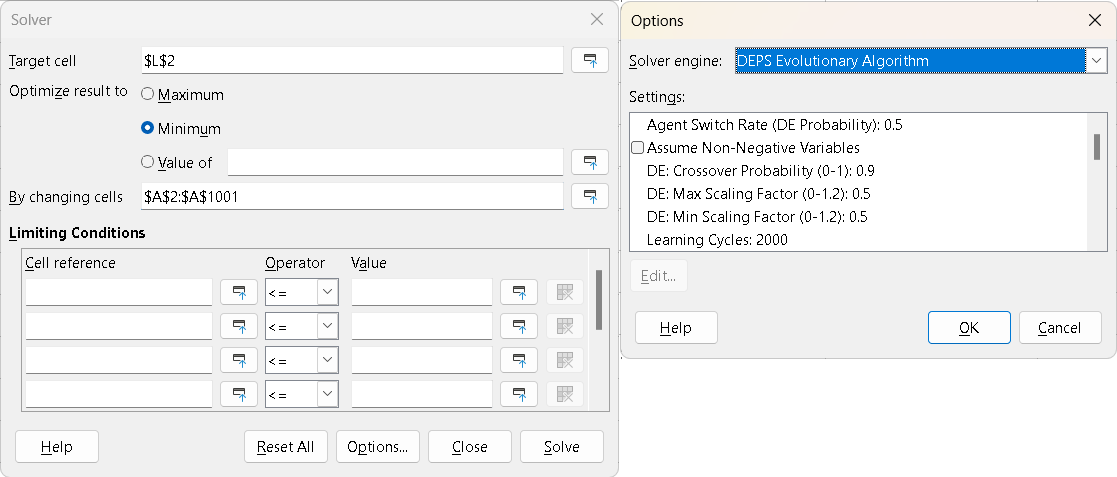 Solver
Target cell
$L$2
Optimize result to
Maximum
Minimum
Value of
By changing cells
$A$2:$A$1001
Limiting Conditions
Cell reference Operator Value
<=
<=
<=
<=
Help Reset All Options... Close Solve
Options
Solver engine: DEPS Evolutionary Algorithm
Settings:
Agent Switch Rate (DE Probability): 0.5
Assume Non-Negative Variables
DE: Crossover Probability (0-1): 0.9
DE: Max Scaling Factor (0-1.2): 0.5
DE: Min Scaling Factor (0-1.2): 0.5
Learning Cycles: 2000
Edit...
Help OK Cancel